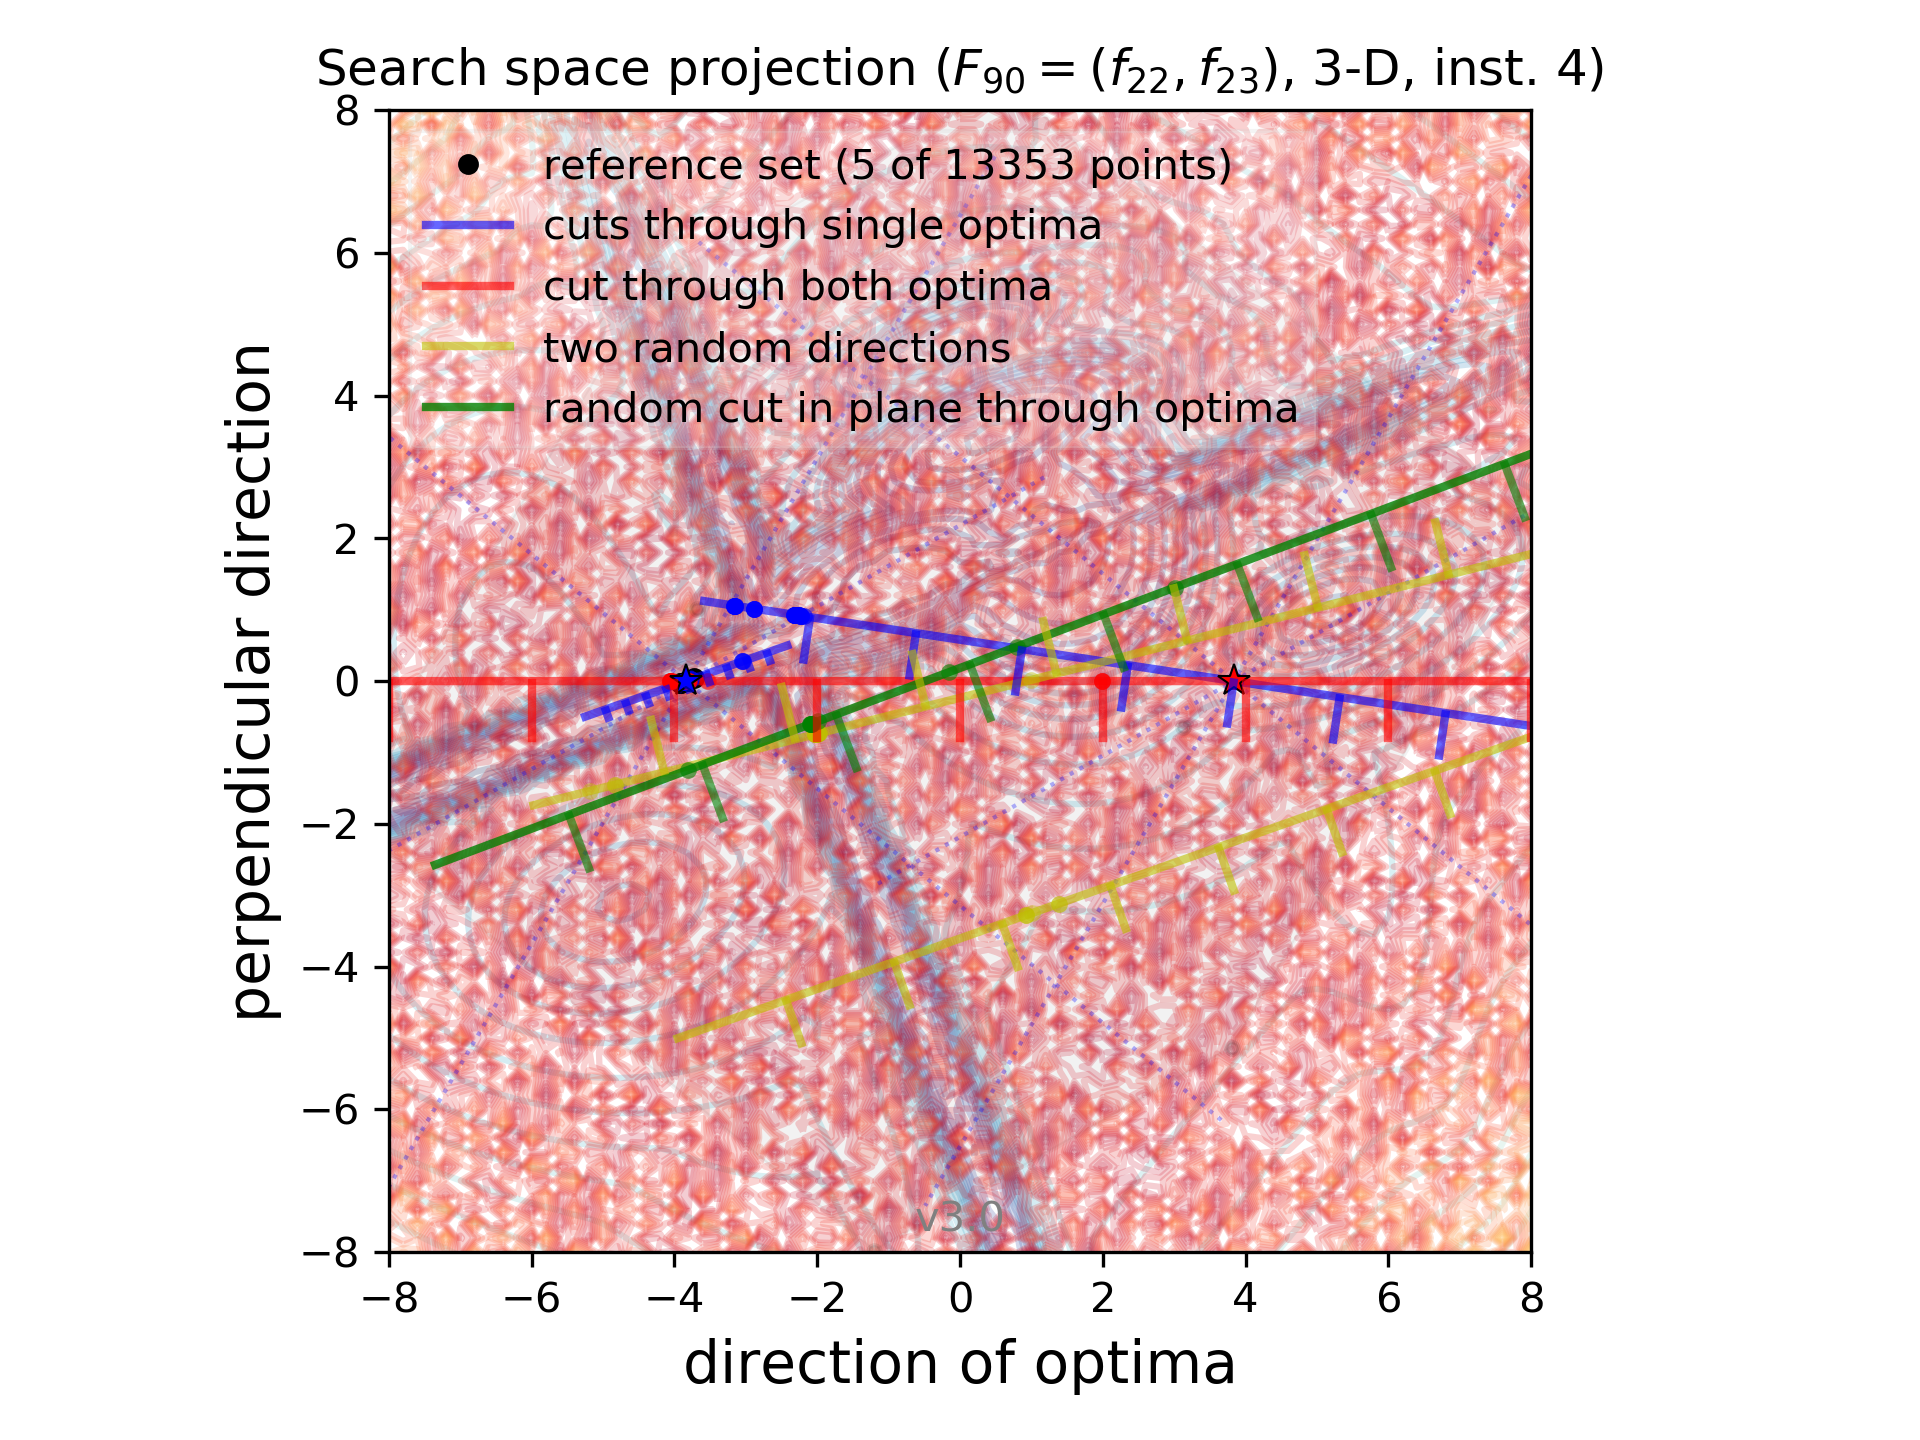 Search space projection (F90 = (f22, f23), 3-D, inst. 4)
reference set (5 of 13353 points)
cuts through single optima
cut through both optima
two random directions
random cut in plane through optima
perpendicular direction
8
6
4
2
0
−2
−4
−6
−8
v3.0
−8 −6 −4 −2 0 2 4 6 8
direction of optima